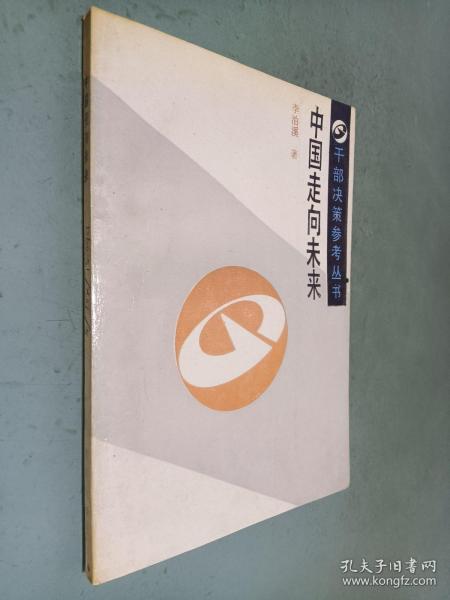 干部决策参考丛书
中国走向未来
李泊溪 著
孔夫子旧书网
www.kongfz.com